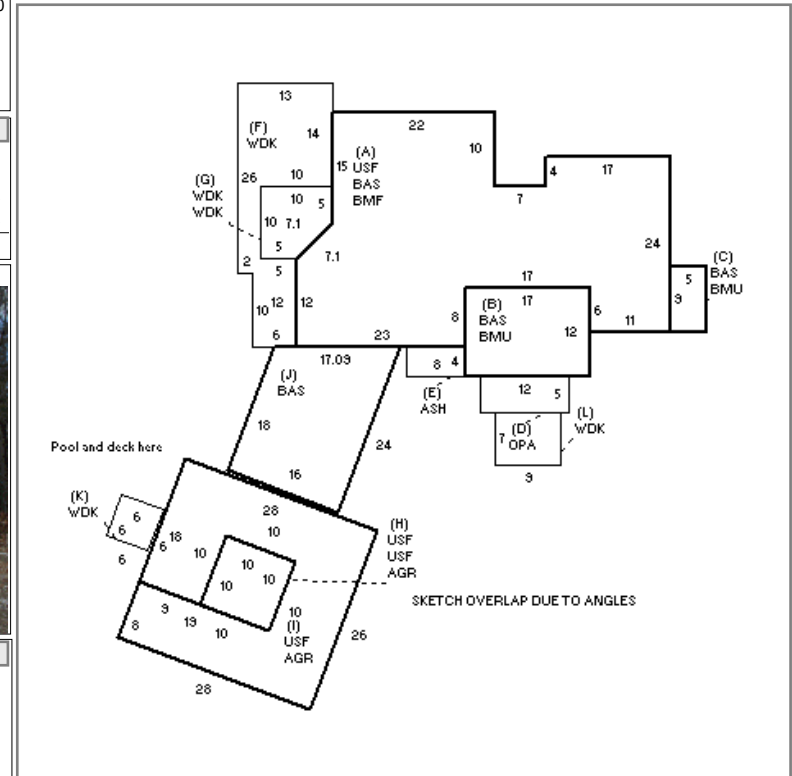 13
(F)
WDK
14
22
10
15
(A)
USF
BAS
BMF
4
17
7
26
10
(G)
WDK
WDK
10
5
10
7.1
5
7.1
24
2
5
(C)
BAS
BMU
5
9
17
17
(B)
BAS
BMU
10
12
12
8
12
6
11
6
23
17.09
(J)
BAS
8
4
(E)
ASH
12
5
(L)
WDK
(D)
OPA
7
9
18
24
Pool and deck here
16
(K)
WDK
6
6
6
6
18
28
10
10
10
10
10
(H)
USF
USF
AGR
SKETCH OVERLAP DUE TO ANGLES
9
19
10
10
(I)
USF
AGR
8
26
28